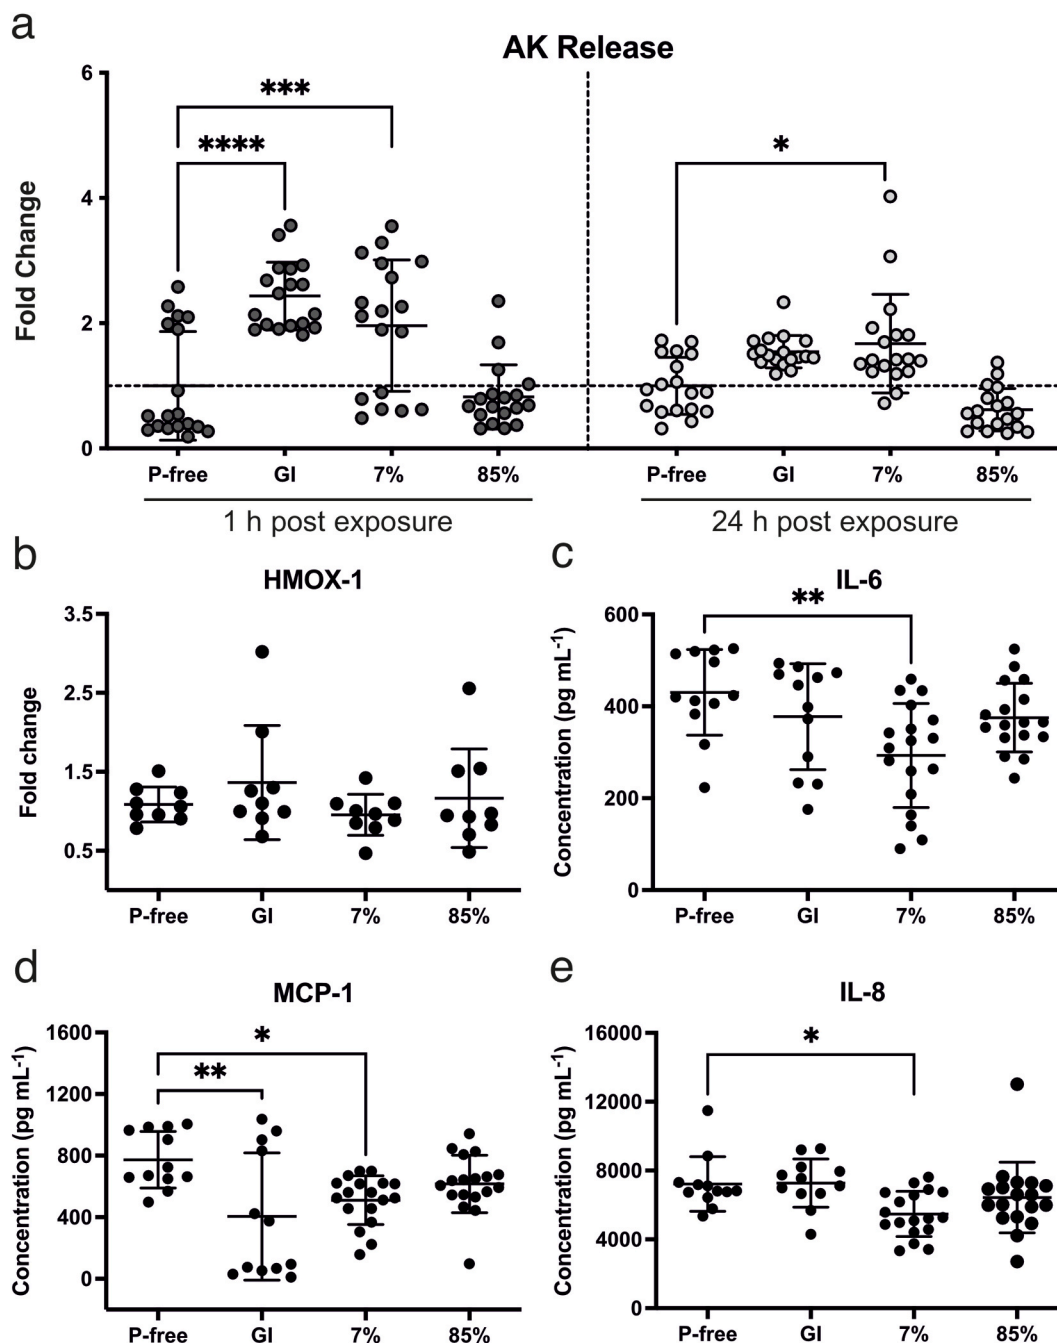 a
AK Release
Fold Change
6
4
2
0
***
****
*
P-free GI 7% 85% P-free GI 7% 85%
1 h post exposure 24 h post exposure
b
HMOX-1
Fold change
3.5
2.5
1.5
0.5
P-free GI 7% 85%
c
IL-6
Concentration (pg mL⁻¹)
600
400
200
0
**
P-free GI 7% 85%
d
MCP-1
Concentration (pg mL⁻¹)
1600
1200
800
400
0
*
**
P-free GI 7% 85%
e
IL-8
Concentration (pg mL⁻¹)
16000
12000
8000
4000
0
*
P-free GI 7% 85%